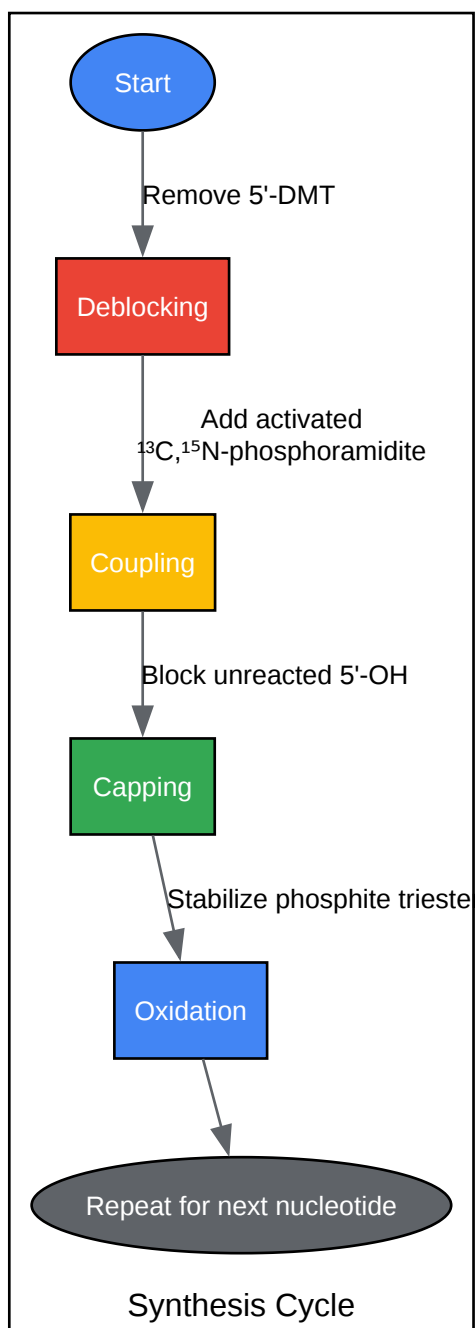 Start
Remove 5'-DMT
Deblocking
Add activated
¹³C,¹⁵N-phosphoramidite
Coupling
Block unreacted 5'-OH
Capping
Stabilize phosphite trieste
Oxidation
Repeat for next nucleotide
Synthesis Cycle